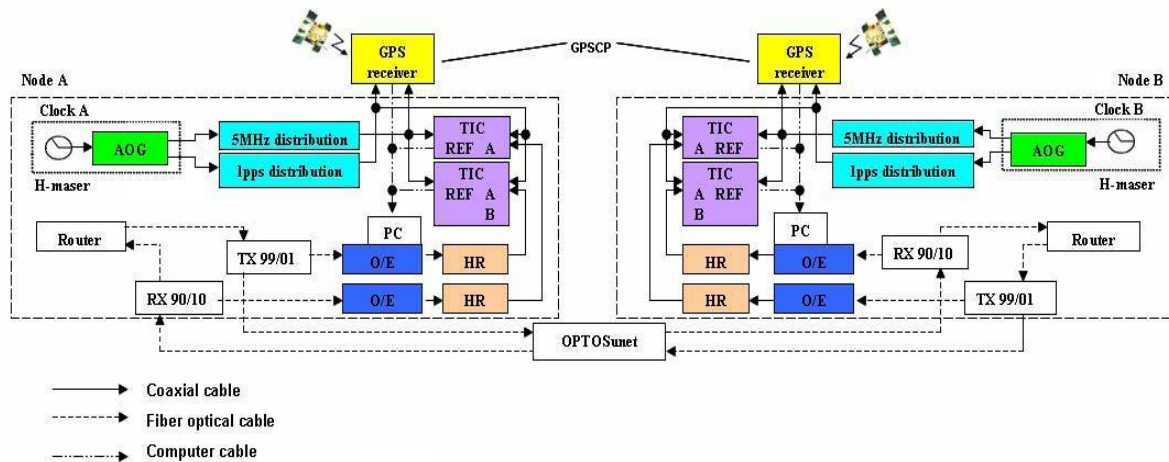 GPSCP
GPS
receiver
GPS
receiver
Node A
Node B
Clock A
AOG
H-maser
5MHz distribution
1pps distribution
TIC
REF A
TIC
REF A
B
PC
Router
TX 99/01
RX 90/10
O/E
HR
O/E
HR
TIC
A REF
TIC
A REF
B
5MHz distribution
1pps distribution
Clock B
AOG
H-maser
PC
HR
O/E
RX 90/10
Router
HR
O/E
TX 99/01
OPTOSunet
Coaxial cable
Fiber optical cable
Computer cable